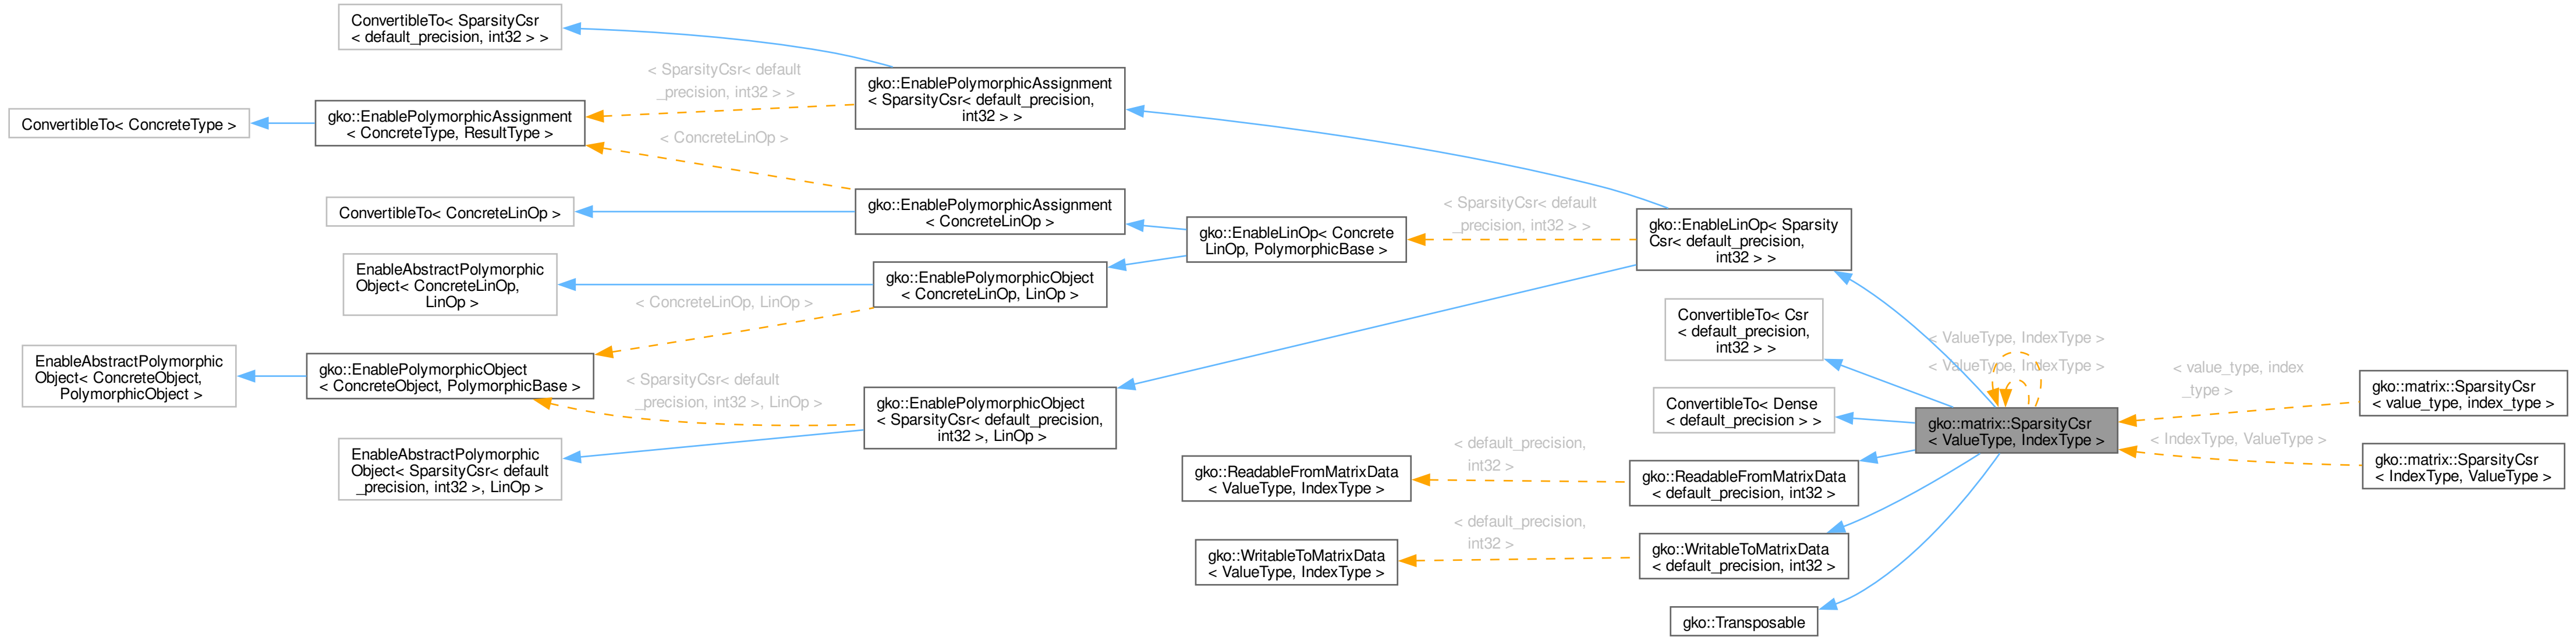 ConvertibleTo< SparsityCsr
< default_precision, int32 > >
ConvertibleTo< ConcreteType >
gko::EnablePolymorphicAssignment
< ConcreteType, ResultType >
< SparsityCsr< default
_precision, int32 > >
< ConcreteLinOp >
gko::EnablePolymorphicAssignment
< SparsityCsr< default_precision,
int32 > >
ConvertibleTo< ConcreteLinOp >
gko::EnablePolymorphicAssignment
< ConcreteLinOp >
EnableAbstractPolymorphic
Object< ConcreteLinOp,
LinOp >
gko::EnablePolymorphicObject
< ConcreteLinOp, LinOp >
gko::EnableLinOp< Concrete
LinOp, PolymorphicBase >
< SparsityCsr< default
_precision, int32 > >
gko::EnableLinOp< Sparsity
Csr< default_precision,
int32 > >
EnableAbstractPolymorphic
Object< ConcreteObject,
PolymorphicObject >
gko::EnablePolymorphicObject
< ConcreteObject, PolymorphicBase >
< ConcreteLinOp, LinOp >
< SparsityCsr< default
_precision, int32 >, LinOp >
gko::EnablePolymorphicObject
< SparsityCsr< default_precision,
int32 >, LinOp >
EnableAbstractPolymorphic
Object< SparsityCsr< default
_precision, int32 >, LinOp >
ConvertibleTo< Csr
< default_precision,
int32 > >
ConvertibleTo< Dense
< default_precision > >
gko::ReadableFromMatrixData
< ValueType, IndexType >
< default_precision,
int32 >
gko::ReadableFromMatrixData
< default_precision, int32 >
gko::WritableToMatrixData
< ValueType, IndexType >
< default_precision,
int32 >
gko::WritableToMatrixData
< default_precision, int32 >
gko::Transposable
< ValueType, IndexType >
< ValueType, IndexType >
gko::matrix::SparsityCsr
< ValueType, IndexType >
< value_type, index
_type >
< IndexType, ValueType >
gko::matrix::SparsityCsr
< value_type, index_type >
gko::matrix::SparsityCsr
< IndexType, ValueType >